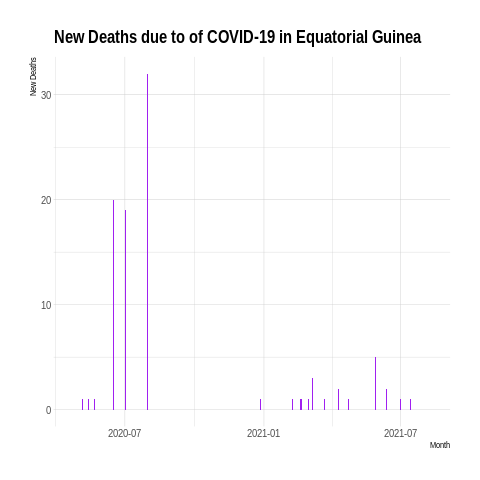 New Deaths due to of COVID-19 in Equatorial Guinea
New Deaths
30
20
10
0
2020-07
2021-01
2021-07
Month